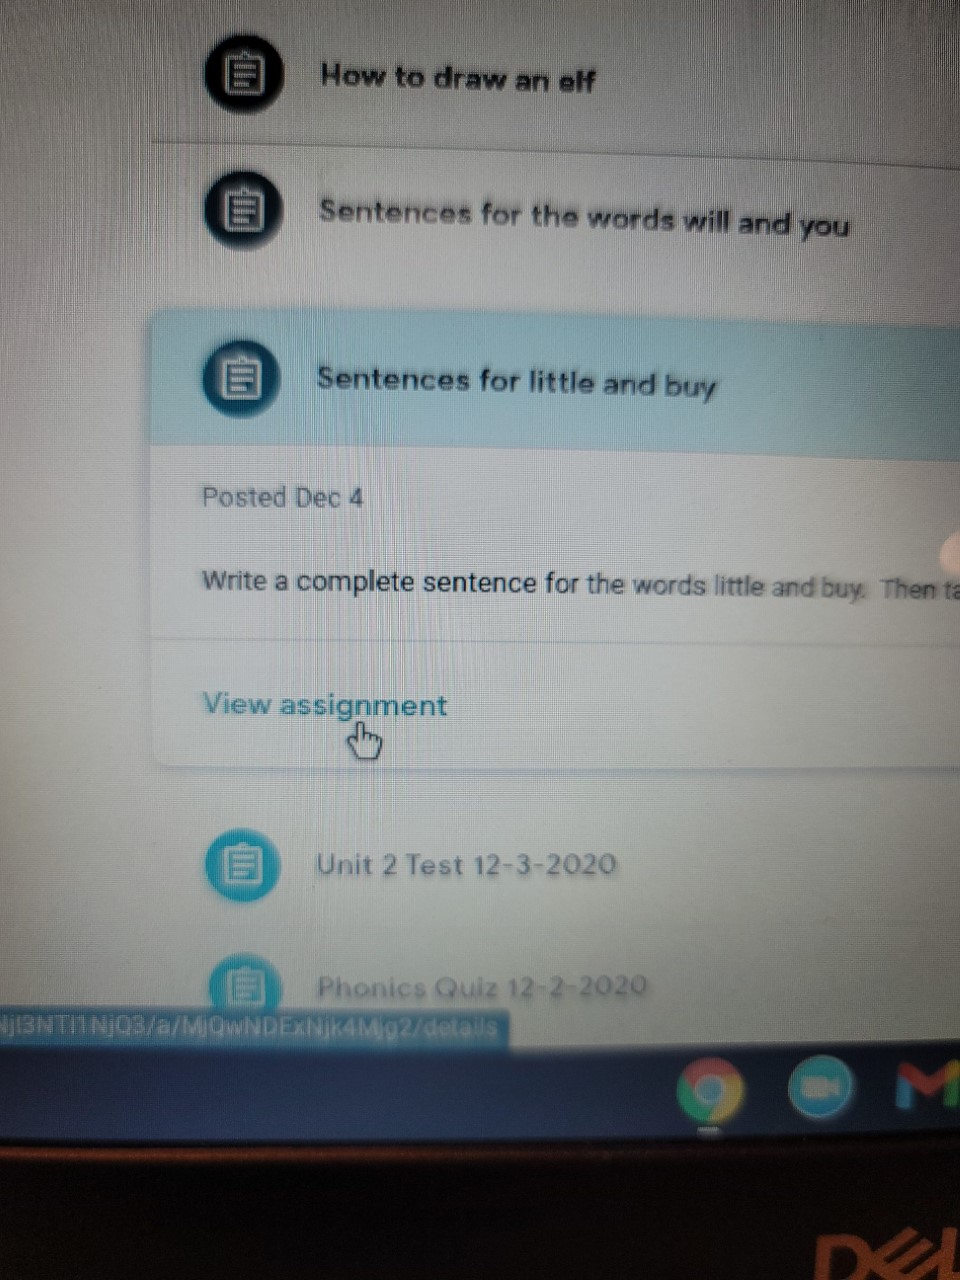 How to draw an elf
Sentences for the words will and you
Sentences for little and buy
Posted Dec 4
Write a complete sentence for the words little and buy. Then ta
View assignment
Unit 2 Test 12-3-2020
Phonics Quiz 12-2-2020
DELL